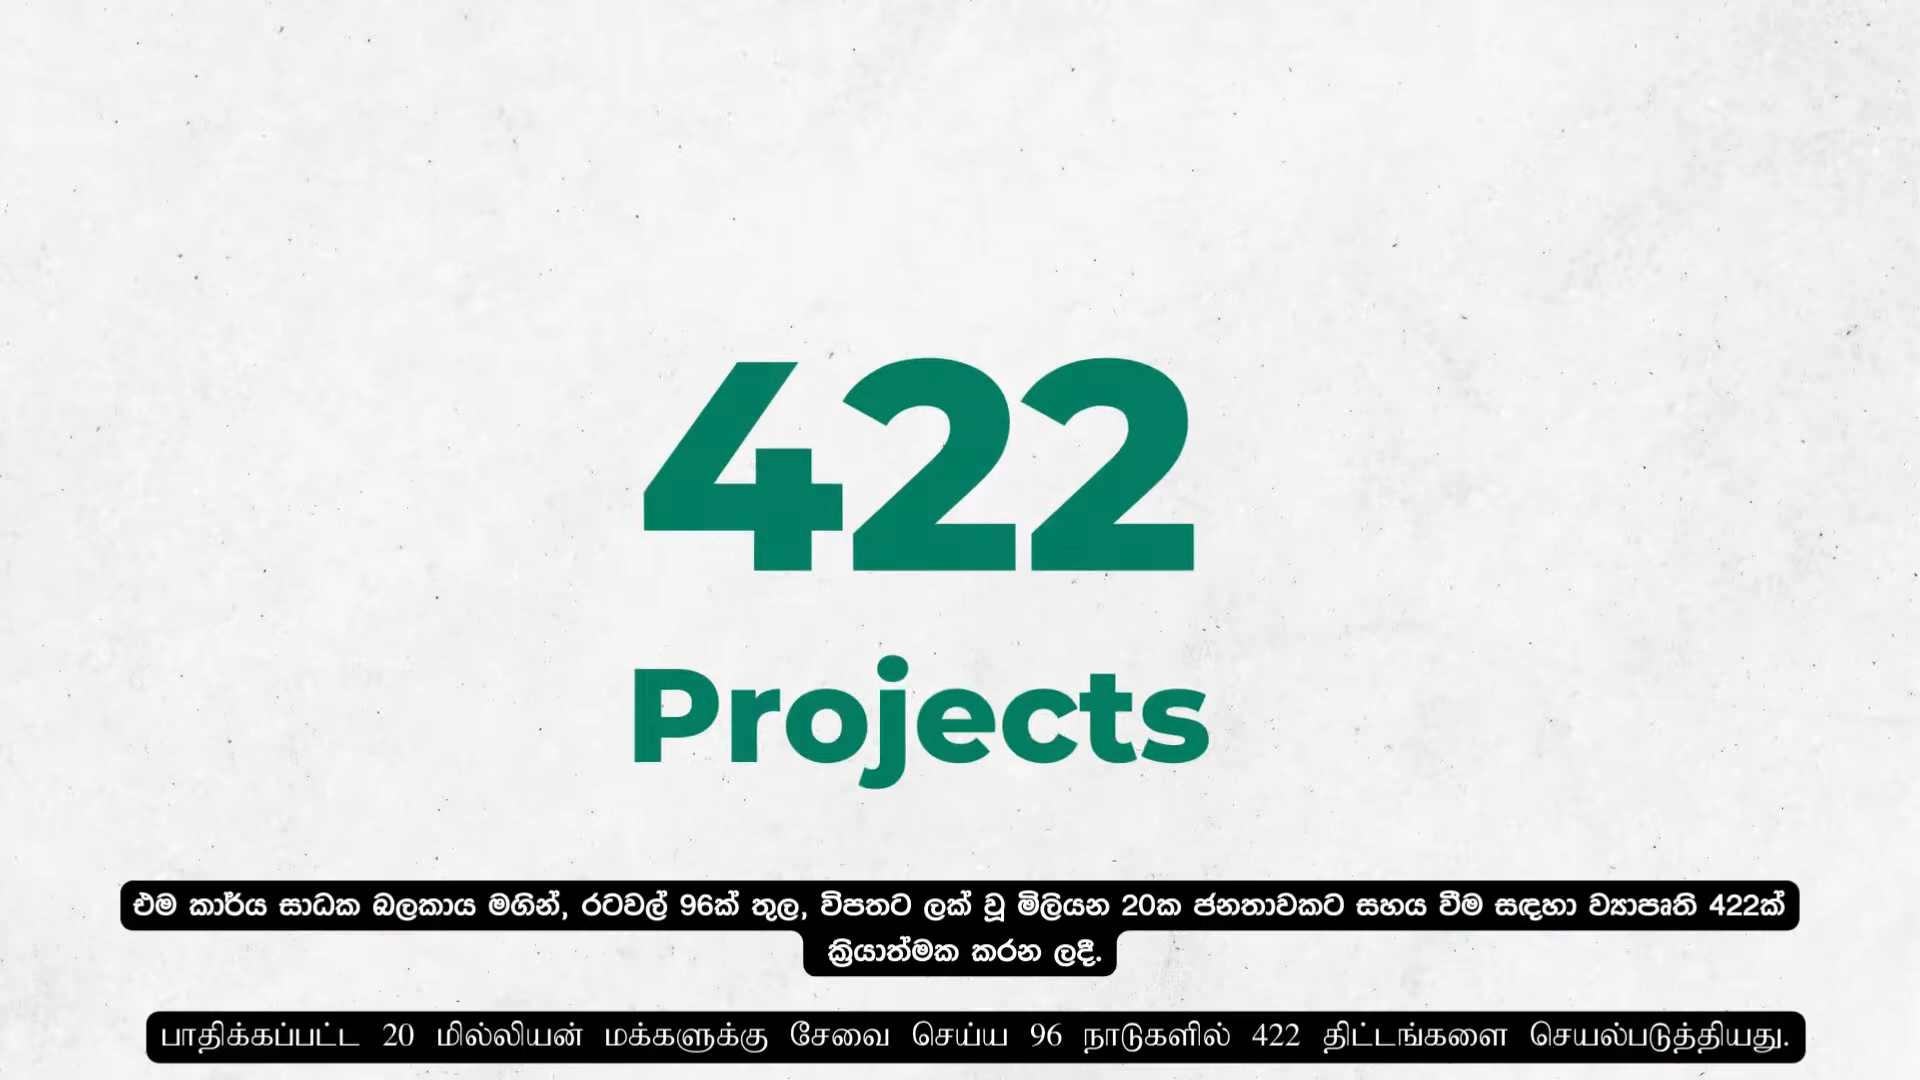 422
Projects
එම කාර්ය සාධක බලකාය මගින්, රටවල් 96ක් තුල, විපතට ලක් වූ මිලියන 20ක ජනතාවකට සහය වීම සඳහා ව්‍යාපෘති 422ක්
ක්‍රියාත්මක කරන ලදී.
பாதிக்கப்பட்ட 20 மில்லியன் மக்களுக்கு சேவை செய்ய 96 நாடுகளில் 422 திட்டங்களை செயல்படுத்தியது.